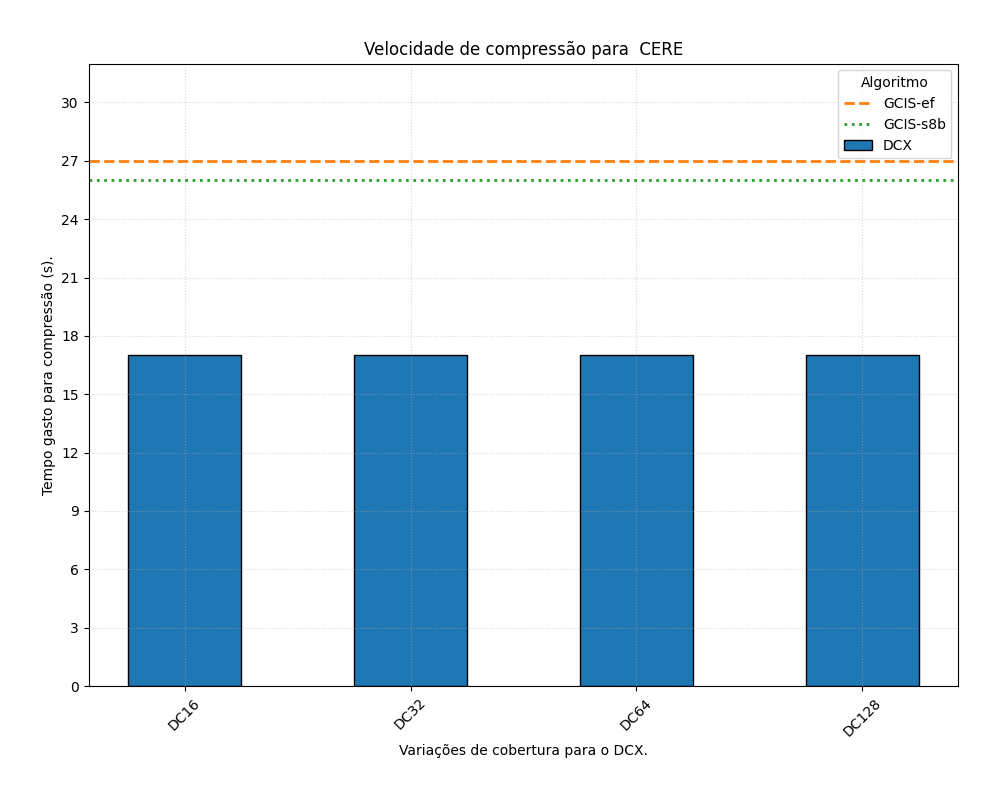 Velocidade de compressão para  CERE
Algoritmo
GCIS-ef
GCIS-s8b
DCX
Tempo gasto para compressão (s).
30
27
24
21
18
15
12
9
6
3
0
DC16
DC32
DC64
DC128
Variações de cobertura para o DCX.